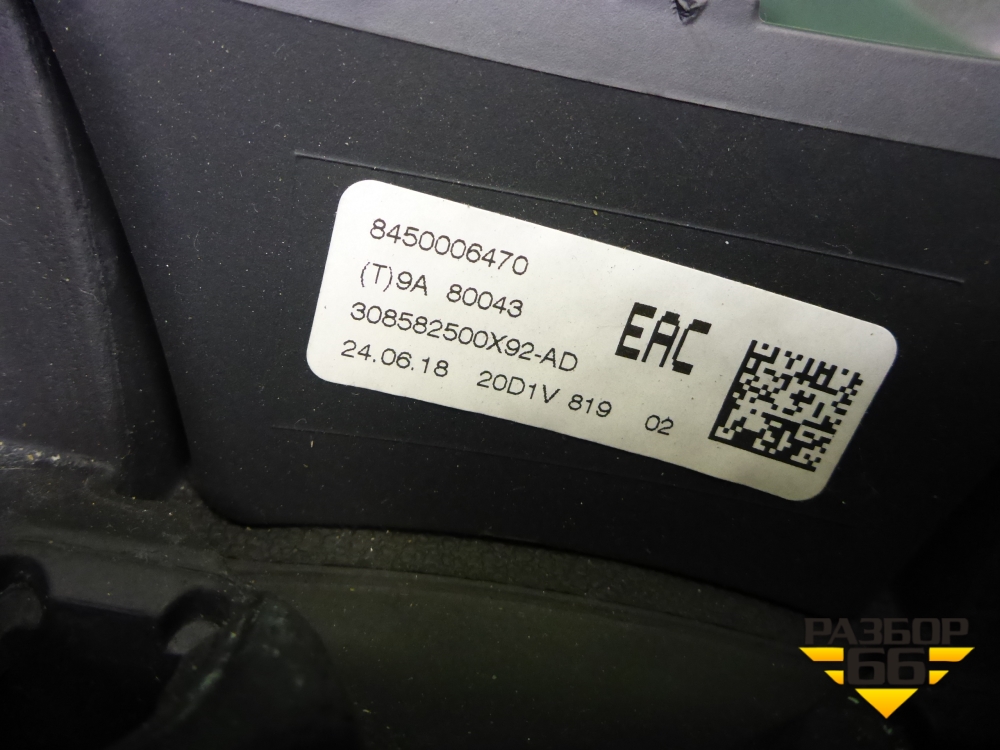 8450006470
(T)9A 80043
308582500X92-AD
24.06.18 20D1V 819 02
EAC
РАЗБОР
66